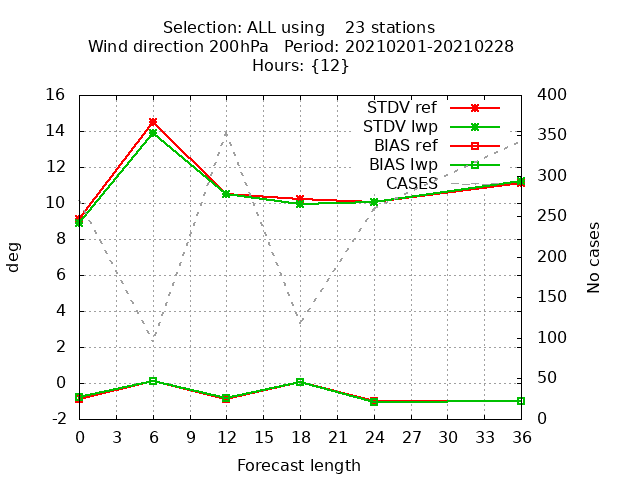 Selection: ALL using    23 stations
Wind direction 200hPa   Period: 20210201-20210228
Hours: {12}
STDV ref
STDV lwp
BIAS ref
BIAS lwp
CASES
deg
16
14
12
10
8
6
4
2
0
-2
400
350
300
250
200
150
100
50
0
No cases
0 3 6 9 12 15 18 21 24 27 30 33 36
Forecast length